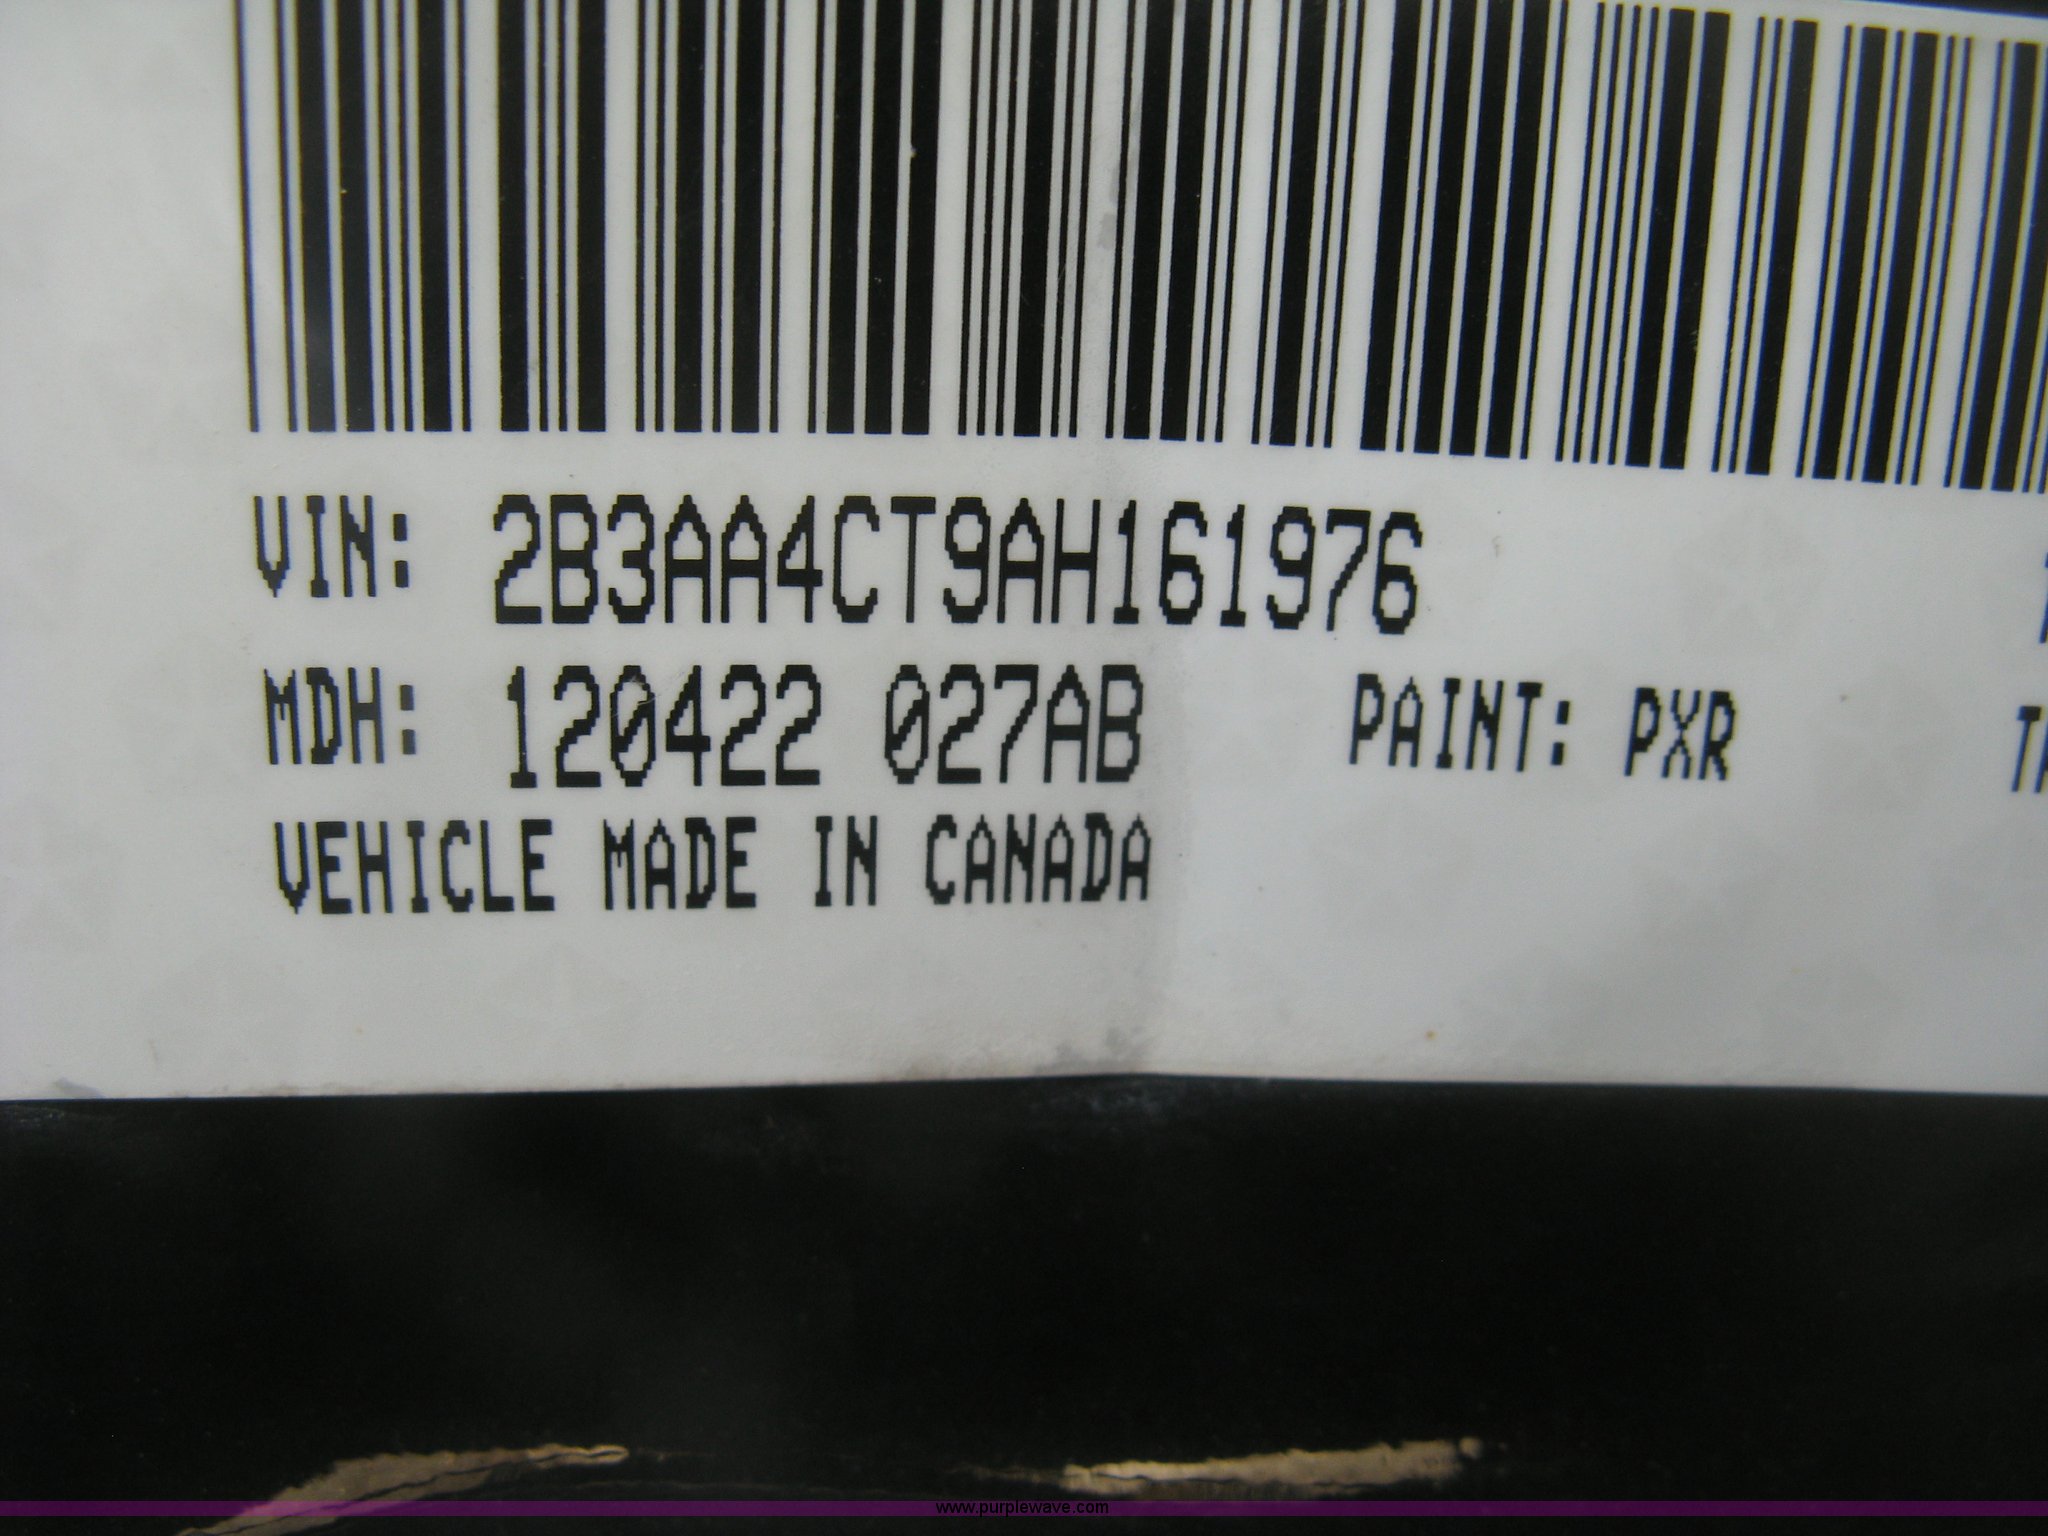 VIN: 2B3AA4CT9AH161976
MDH: 120422 027AB PAINT: PXR
VEHICLE MADE IN CANADA
www.purplewave.com